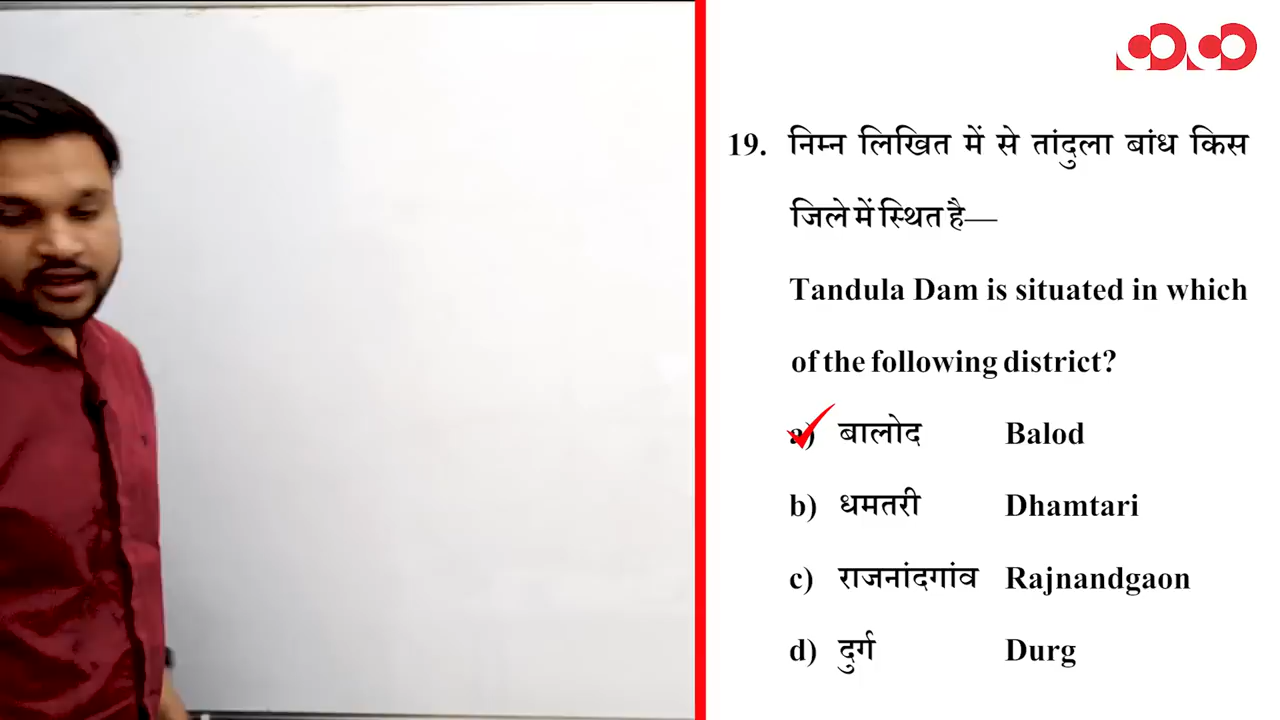 19. निम्न लिखित में से तांदुला बांध किस
जिले में स्थित है—
Tandula Dam is situated in which
of the following district?
a) बालोद Balod
b) धमतरी Dhamtari
c) राजनांदगांव Rajnandgaon
d) दुर्ग Durg